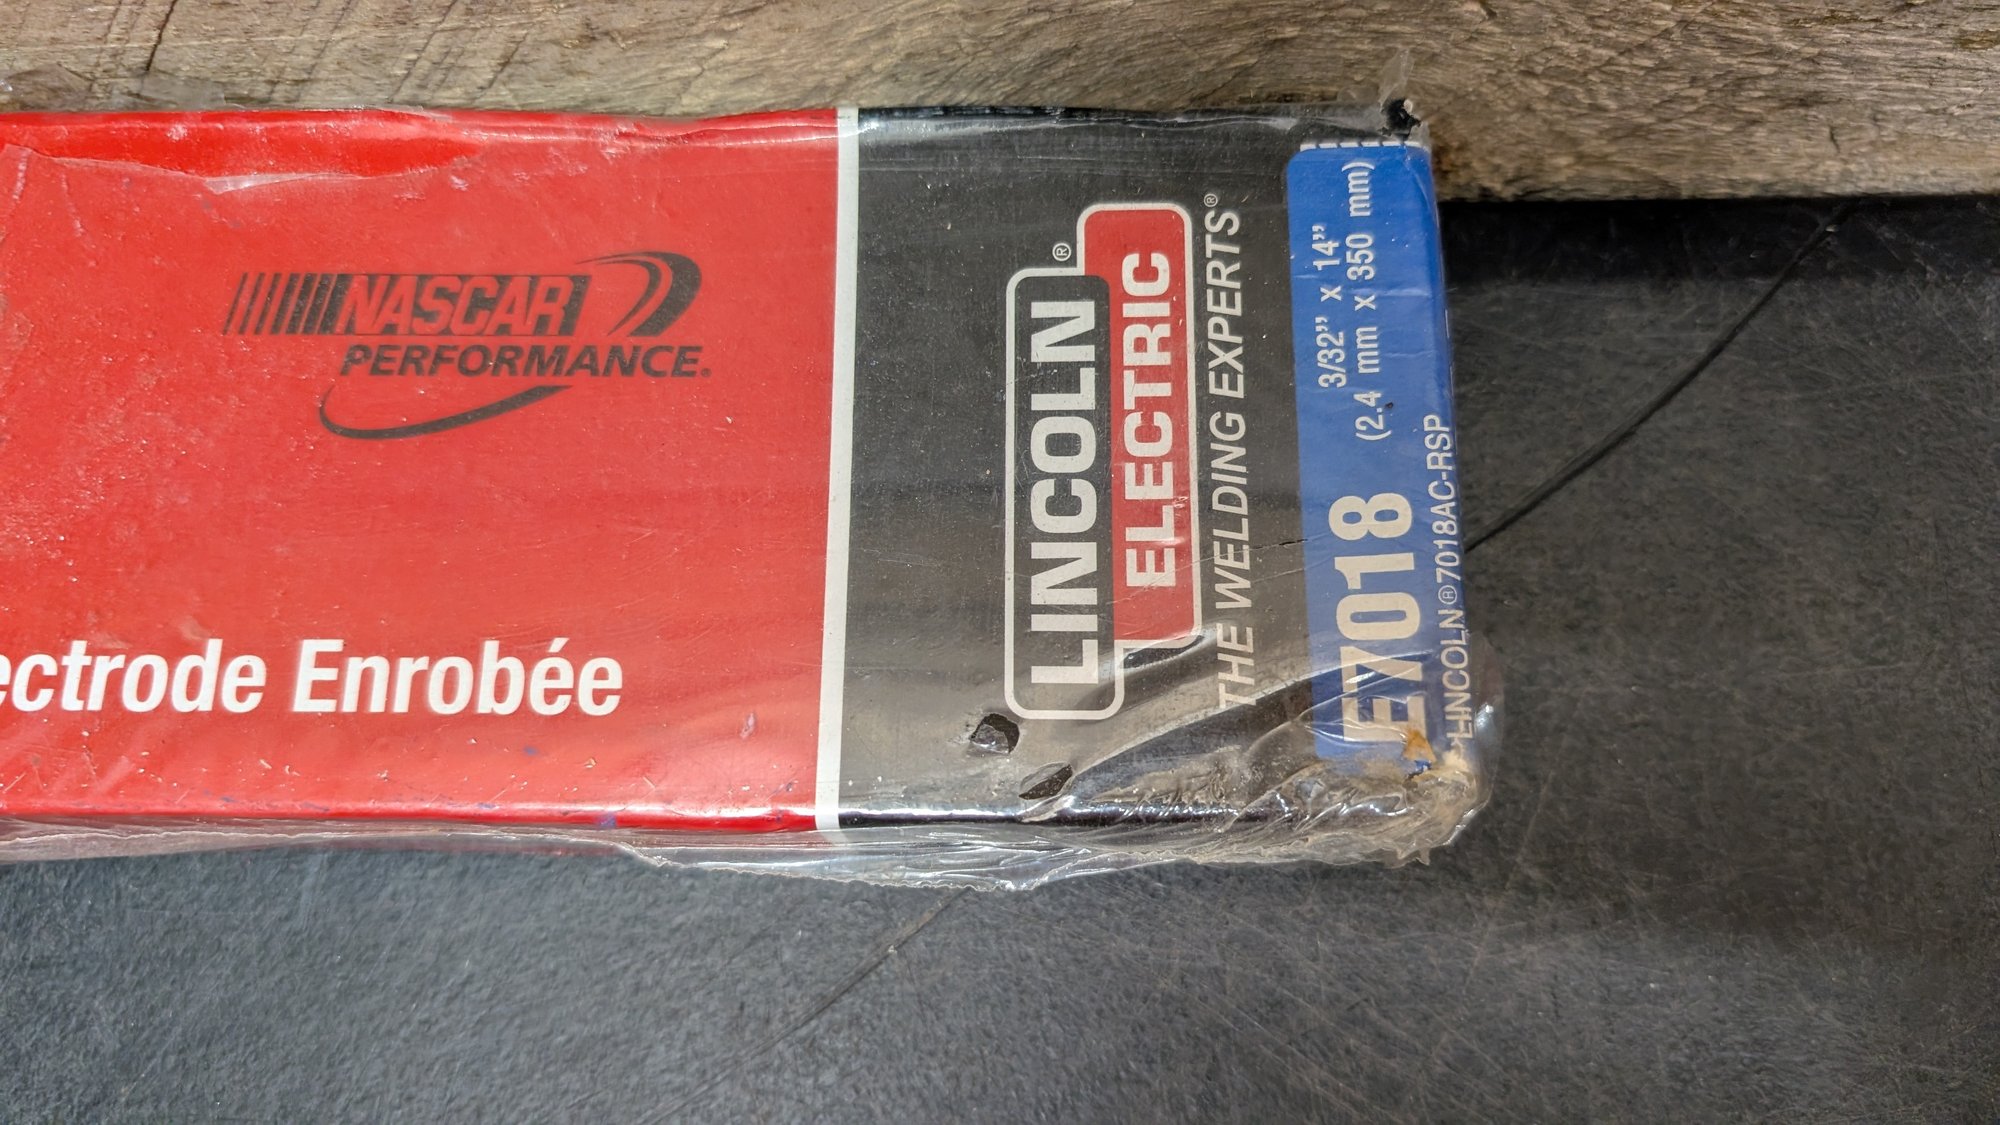 NASCAR
PERFORMANCE®
ectrode Enrobée
LINCOLN®
ELECTRIC
THE WELDING EXPERTS®
3/32" x 14"
(2.4 mm x 350 mm)
E7018
LINCOLN®7018AC-RSP